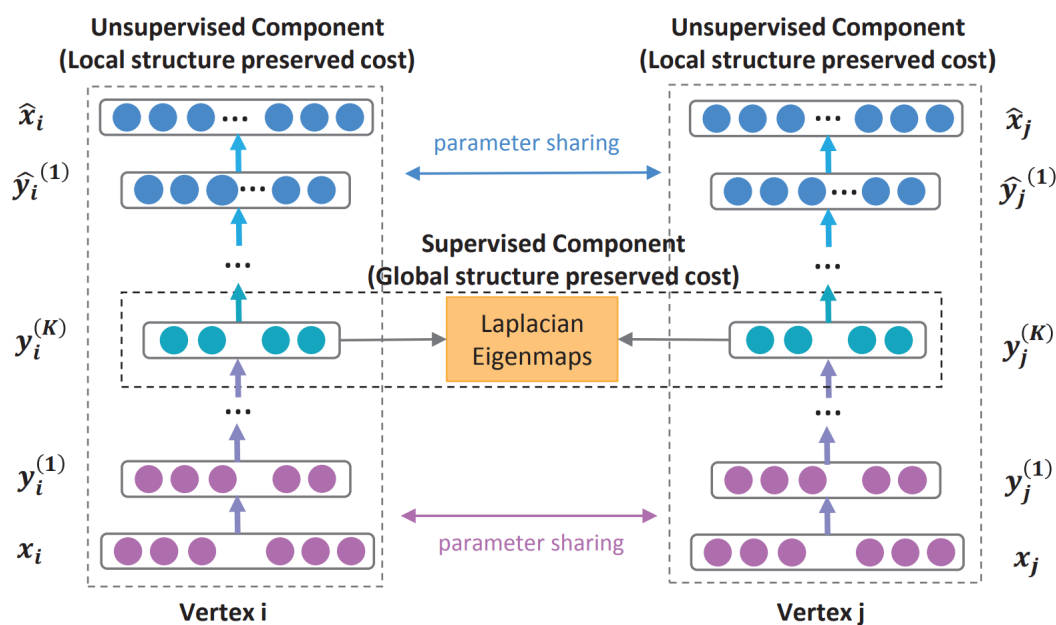 Unsupervised Component
(Local structure preserved cost)
Unsupervised Component
(Local structure preserved cost)
x̂ᵢ
...
parameter sharing
...
x̂ⱼ
ŷᵢ⁽¹⁾
...
...
ŷⱼ⁽¹⁾
...
Supervised Component
(Global structure preserved cost)
...
yᵢ⁽ᴷ⁾
Laplacian
Eigenmaps
yⱼ⁽ᴷ⁾
...
...
yᵢ⁽¹⁾
yⱼ⁽¹⁾
xᵢ
parameter sharing
xⱼ
Vertex i
Vertex j